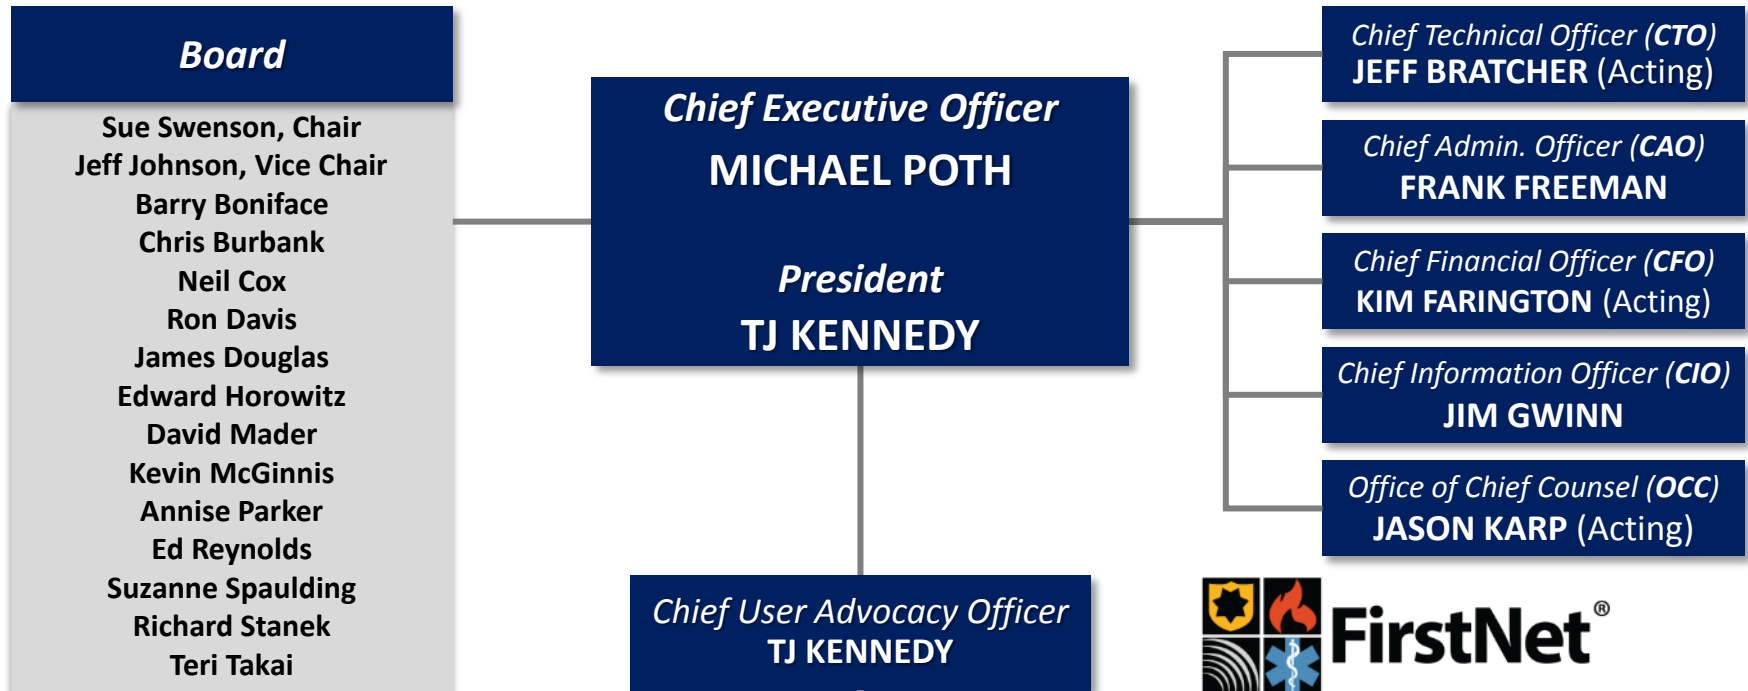 Board
Sue Swenson, Chair
Jeff Johnson, Vice Chair
Barry Boniface
Chris Burbank
Neil Cox
Ron Davis
James Douglas
Edward Horowitz
David Mader
Kevin McGinnis
Annise Parker
Ed Reynolds
Suzanne Spaulding
Richard Stanek
Teri Takai
Chief Executive Officer
MICHAEL POTH
President
TJ KENNEDY
Chief User Advocacy Officer
TJ KENNEDY
Chief Technical Officer (CTO)
JEFF BRATCHER (Acting)
Chief Admin. Officer (CAO)
FRANK FREEMAN
Chief Financial Officer (CFO)
KIM FARINGTON (Acting)
Chief Information Officer (CIO)
JIM GWINN
Office of Chief Counsel (OCC)
JASON KARP (Acting)
FirstNet®